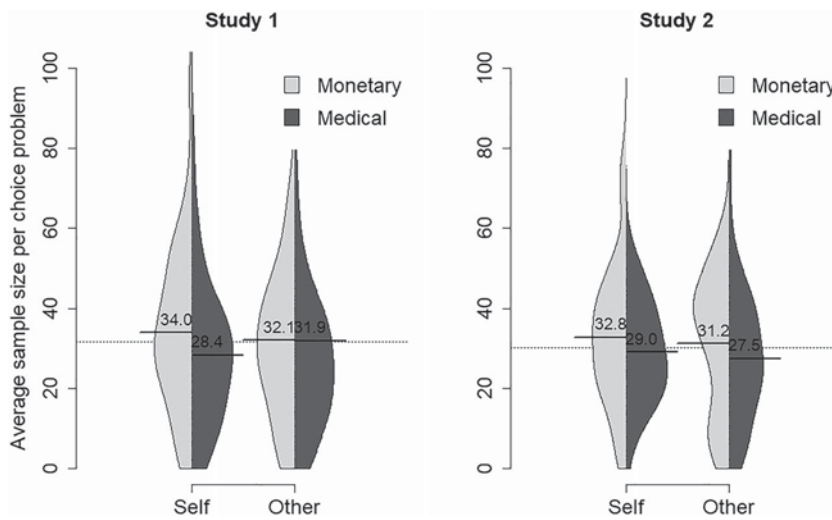 Study 1
Average sample size per choice problem
100
80
60
40
20
0
Monetary
Medical
34.0
28.4
32.1
31.9
Self
Other
Study 2
100
80
60
40
20
0
Monetary
Medical
32.8
29.0
31.2
27.5
Self
Other